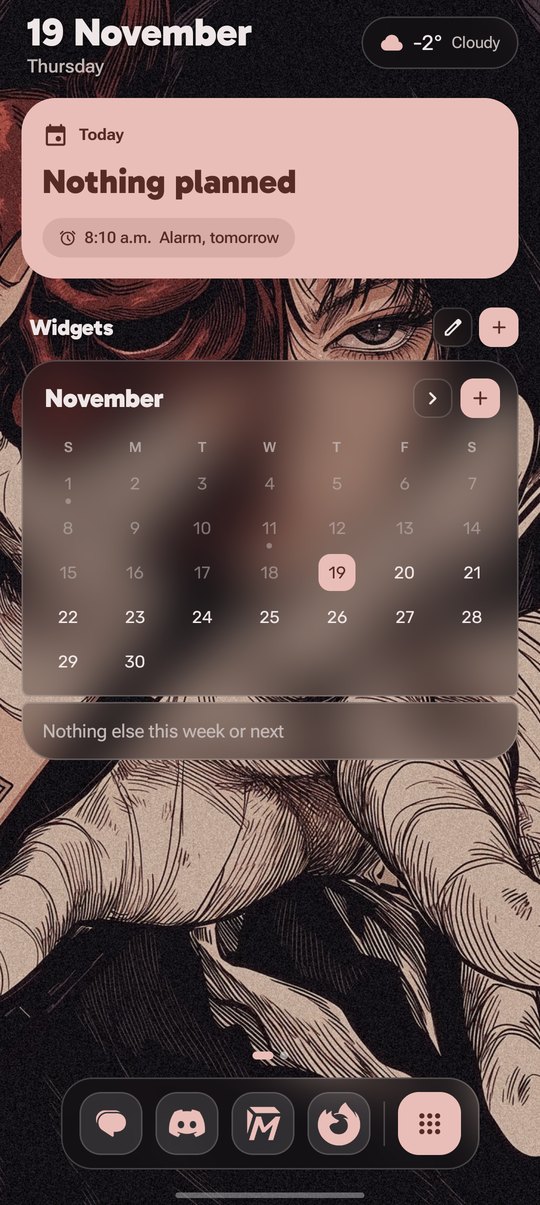 19 November
Thursday
-2° Cloudy
Today
Nothing planned
8:10 a.m. Alarm, tomorrow
Widgets
November
S M T W T F S
1 2 3 4 5 6 7
8 9 10 11 12 13 14
15 16 17 18 19 20 21
22 23 24 25 26 27 28
29 30
Nothing else this week or next